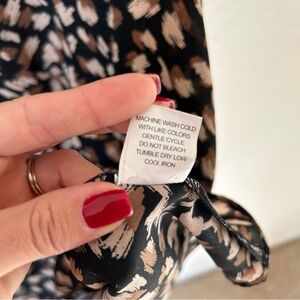 MACHINE WASH COLD
WITH LIKE COLORS
GENTLE CYCLE
DO NOT BLEACH
TUMBLE DRY LOW
COOL IRON